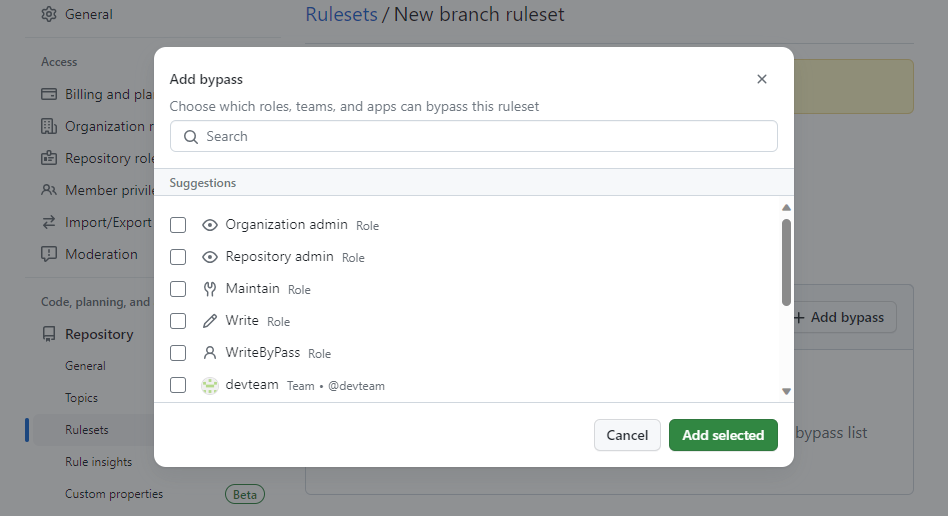 General
Rulesets / New branch ruleset
Access
Billing and pla
Organization r
Repository role
Member privile
Import/Export
Moderation
Code, planning, and
Repository
General
Topics
Rulesets
Rule insights
Custom properties
Beta
Add bypass
Choose which roles, teams, and apps can bypass this ruleset
Search
Suggestions
Organization admin Role
Repository admin Role
Maintain Role
Write Role
WriteByPass Role
devteam Team • @devteam
Cancel
Add selected
+ Add bypass
bypass list